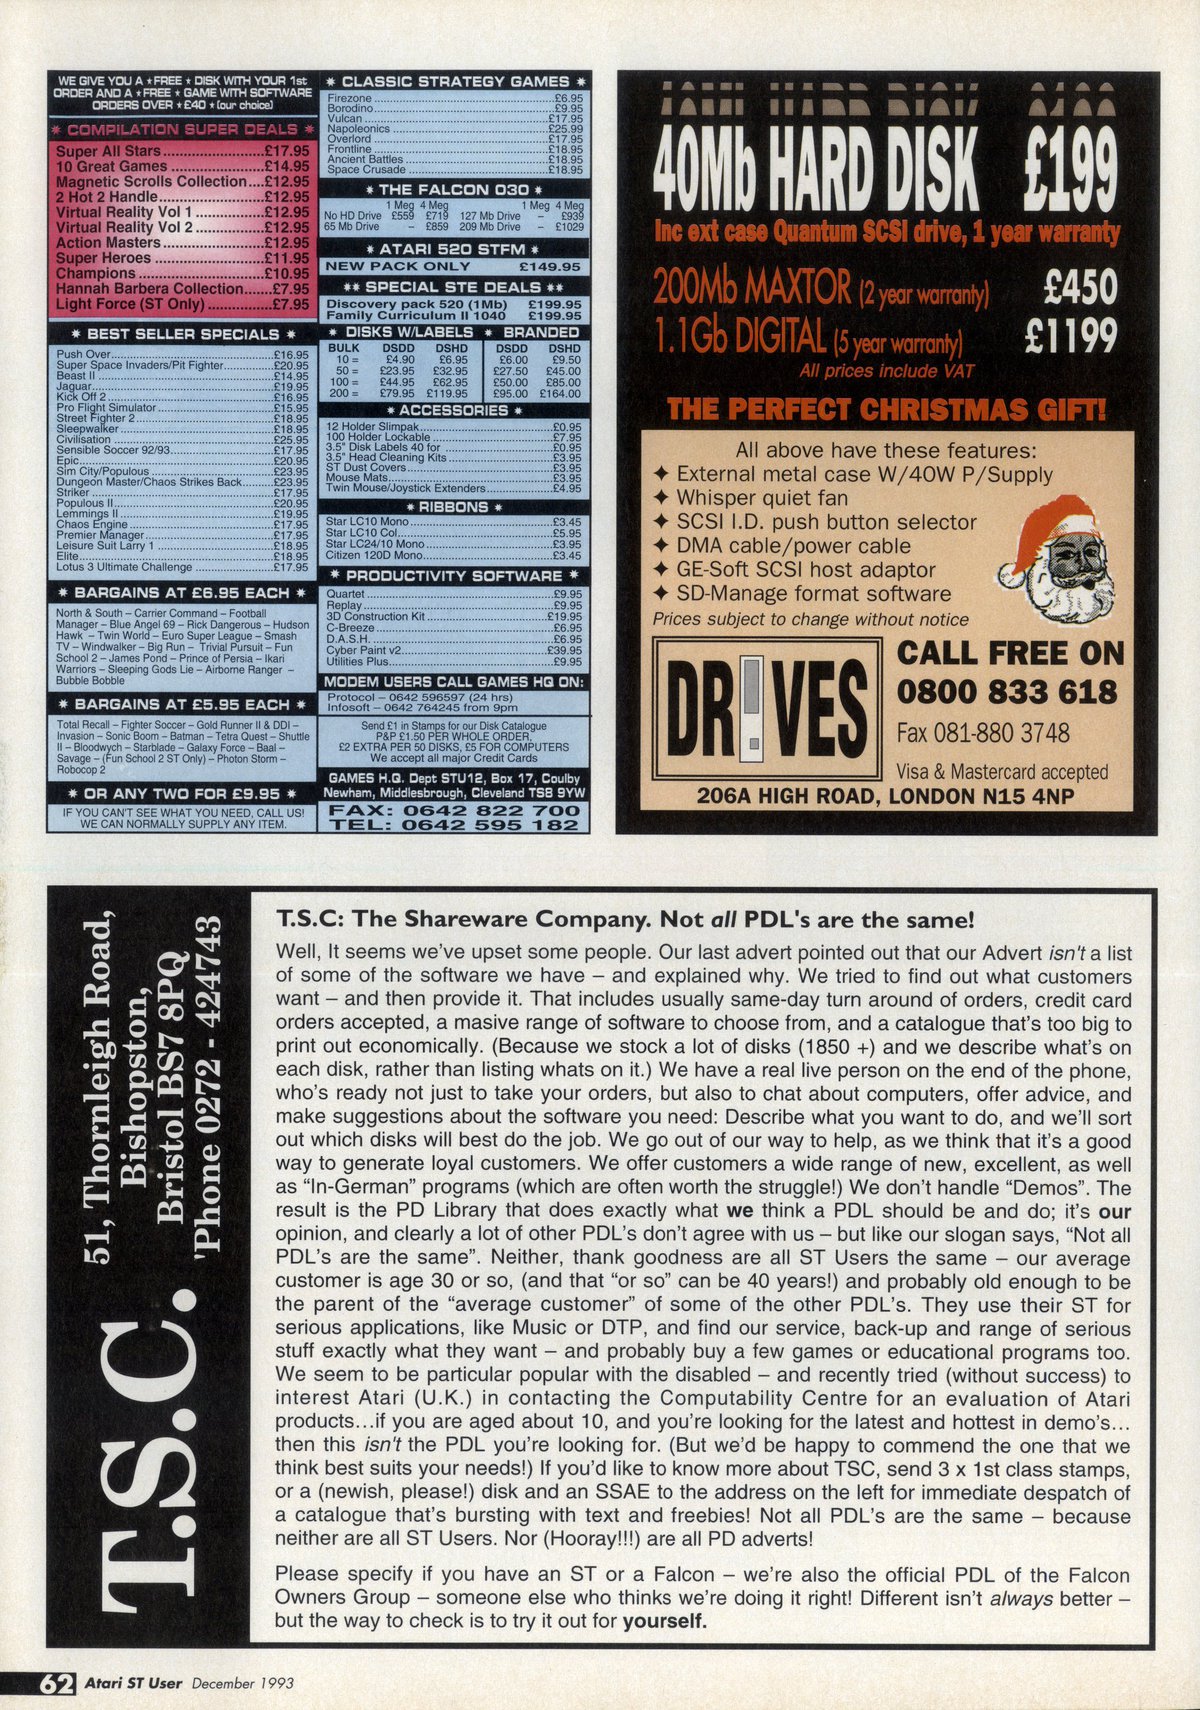 WE GIVE YOU A ★FREE★ DISK WITH YOUR 1st
ORDER AND A ★FREE★ GAME WITH SOFTWARE
ORDERS OVER ★£40★ (our choice)
* COMPILATION SUPER DEALS *
Super All Stars £17.95
10 Great Games £14.95
Magnetic Scrolls Collection £12.95
2 Hot 2 Handle £12.95
Virtual Reality Vol 1 £12.95
Virtual Reality Vol 2 £12.95
Action Masters £12.95
Super Heroes £11.95
Champions £10.95
Hannah Barbera Collection £7.95
Light Force (ST Only) £7.95
* BEST SELLER SPECIALS *
Push Over £16.95
Super Space Invaders/Pit Fighter £20.95
Beast II £14.95
Jaguar £19.95
Kick Off 2 £16.95
Pro Flight Simulator £15.95
Street Fighter 2 £18.95
Sleepwalker £18.95
Civilisation £25.95
Sensible Soccer 92/93 £17.95
Epic £20.95
Sim City/Populous £23.95
Dungeon Master/Chaos Strikes Back £23.95
Striker £17.95
Populous II £20.95
Lemmings II £19.95
Chaos Engine £17.95
Premier Manager £17.95
Leisure Suit Larry 1 £18.95
Elite £18.95
Lotus 3 Ultimate Challenge £17.95
* BARGAINS AT £6.95 EACH *
North & South – Carrier Command – Football
Manager – Blue Angel 69 – Rick Dangerous – Hudson
Hawk – Twin World – Euro Super League – Smash
TV – Windwalker – Big Run – Trivial Pursuit – Fun
School 2 – James Pond – Prince of Persia – Ikari
Warriors – Sleeping Gods Lie – Airborne Ranger –
Bubble Bobble
* BARGAINS AT £5.95 EACH *
Total Recall – Fighter Soccer – Gold Runner II & DDI –
Invasion – Sonic Boom – Batman – Tetra Quest – Shuttle
II – Bloodwych – Starblade – Galaxy Force – Baal –
Savage – (Fun School 2 ST Only) – Photon Storm –
Robocop 2
* OR ANY TWO FOR £9.95 *
IF YOU CAN'T SEE WHAT YOU NEED, CALL US!
WE CAN NORMALLY SUPPLY ANY ITEM.
* CLASSIC STRATEGY GAMES *
Firezone £6.95
Borodino £9.95
Vulcan £17.95
Napoleonics £25.99
Overlord £17.95
Frontline £18.95
Ancient Battles £18.95
Space Crusade £18.95
* THE FALCON 030 *
1 Meg 4 Meg 1 Meg 4 Meg
No HD Drive £559 £719 127 Mb Drive – £939
65 Mb Drive – £859 209 Mb Drive – £1029
* ATARI 520 STFM *
NEW PACK ONLY £149.95
** SPECIAL STE DEALS **
Discovery pack 520 (1Mb) £199.95
Family Curriculum II 1040 £199.95
* DISKS W/LABELS * BRANDED
BULK DSDD DSHD DSDD DSHD
10 = £4.90 £6.95 £6.00 £9.50
50 = £23.95 £32.95 £27.50 £45.00
100 = £44.95 £62.95 £50.00 £85.00
200 = £79.95 £119.95 £95.00 £164.00
* ACCESSORIES *
12 Holder Slimpak £0.95
100 Holder Lockable £7.95
3.5" Disk Labels 40 for £0.95
3.5" Head Cleaning Kits £3.95
ST Dust Covers £3.95
Mouse Mats £3.95
Twin Mouse/Joystick Extenders £4.95
* RIBBONS *
Star LC10 Mono £3.45
Star LC10 Col £5.95
Star LC24/10 Mono £3.95
Citizen 120D Mono £3.45
* PRODUCTIVITY SOFTWARE *
Quartet £9.95
Replay £9.95
3D Construction Kit £19.95
C-Breeze £6.95
D.A.S.H. £6.95
Cyber Paint v2 £39.95
Utilities Plus £9.95
MODEM USERS CALL GAMES HQ ON:
Protocol – 0642 596597 (24 hrs)
Infosoft – 0642 764245 from 9pm
Send £1 in Stamps for our Disk Catalogue
P&P £1.50 PER WHOLE ORDER,
£2 EXTRA PER 50 DISKS, £5 FOR COMPUTERS
We accept all major Credit Cards
GAMES H.Q. Dept STU12, Box 17, Coulby
Newham, Middlesbrough, Cleveland TS8 9YW
FAX: 0642 822 700
TEL: 0642 595 182
40Mb HARD DISK £199
Inc ext case Quantum SCSI drive, 1 year warranty
200Mb MAXTOR (2 year warranty) £450
1.1Gb DIGITAL (5 year warranty) £1199
All prices include VAT
THE PERFECT CHRISTMAS GIFT!
All above have these features:
✦ External metal case W/40W P/Supply
✦ Whisper quiet fan
✦ SCSI I.D. push button selector
✦ DMA cable/power cable
✦ GE-Soft SCSI host adaptor
✦ SD-Manage format software
Prices subject to change without notice
DRIVES
CALL FREE ON
0800 833 618
Fax 081-880 3748
Visa & Mastercard accepted
206A HIGH ROAD, LONDON N15 4NP
T.S.C.
51, Thornleigh Road,
Bishopston,
Bristol BS7 8PQ
'Phone 0272 - 424743
T.S.C: The Shareware Company. Not all PDL's are the same!
Well, It seems we've upset some people. Our last advert pointed out that our Advert isn't a list
of some of the software we have – and explained why. We tried to find out what customers
want – and then provide it. That includes usually same-day turn around of orders, credit card
orders accepted, a masive range of software to choose from, and a catalogue that's too big to
print out economically. (Because we stock a lot of disks (1850 +) and we describe what's on
each disk, rather than listing whats on it.) We have a real live person on the end of the phone,
who's ready not just to take your orders, but also to chat about computers, offer advice, and
make suggestions about the software you need: Describe what you want to do, and we'll sort
out which disks will best do the job. We go out of our way to help, as we think that it's a good
way to generate loyal customers. We offer customers a wide range of new, excellent, as well
as “In-German” programs (which are often worth the struggle!) We don't handle “Demos”. The
result is the PD Library that does exactly what we think a PDL should be and do; it's our
opinion, and clearly a lot of other PDL's don't agree with us – but like our slogan says, “Not all
PDL's are the same”. Neither, thank goodness are all ST Users the same – our average
customer is age 30 or so, (and that “or so” can be 40 years!) and probably old enough to be
the parent of the “average customer” of some of the other PDL's. They use their ST for
serious applications, like Music or DTP, and find our service, back-up and range of serious
stuff exactly what they want – and probably buy a few games or educational programs too.
We seem to be particular popular with the disabled – and recently tried (without success) to
interest Atari (U.K.) in contacting the Computability Centre for an evaluation of Atari
products...if you are aged about 10, and you're looking for the latest and hottest in demo's...
then this isn't the PDL you're looking for. (But we'd be happy to commend the one that we
think best suits your needs!) If you'd like to know more about TSC, send 3 x 1st class stamps,
or a (newish, please!) disk and an SSAE to the address on the left for immediate despatch of
a catalogue that's bursting with text and freebies! Not all PDL's are the same – because
neither are all ST Users. Nor (Hooray!!!) are all PD adverts!
Please specify if you have an ST or a Falcon – we're also the official PDL of the Falcon
Owners Group – someone else who thinks we're doing it right! Different isn't always better –
but the way to check is to try it out for yourself.
62 Atari ST User December 1993